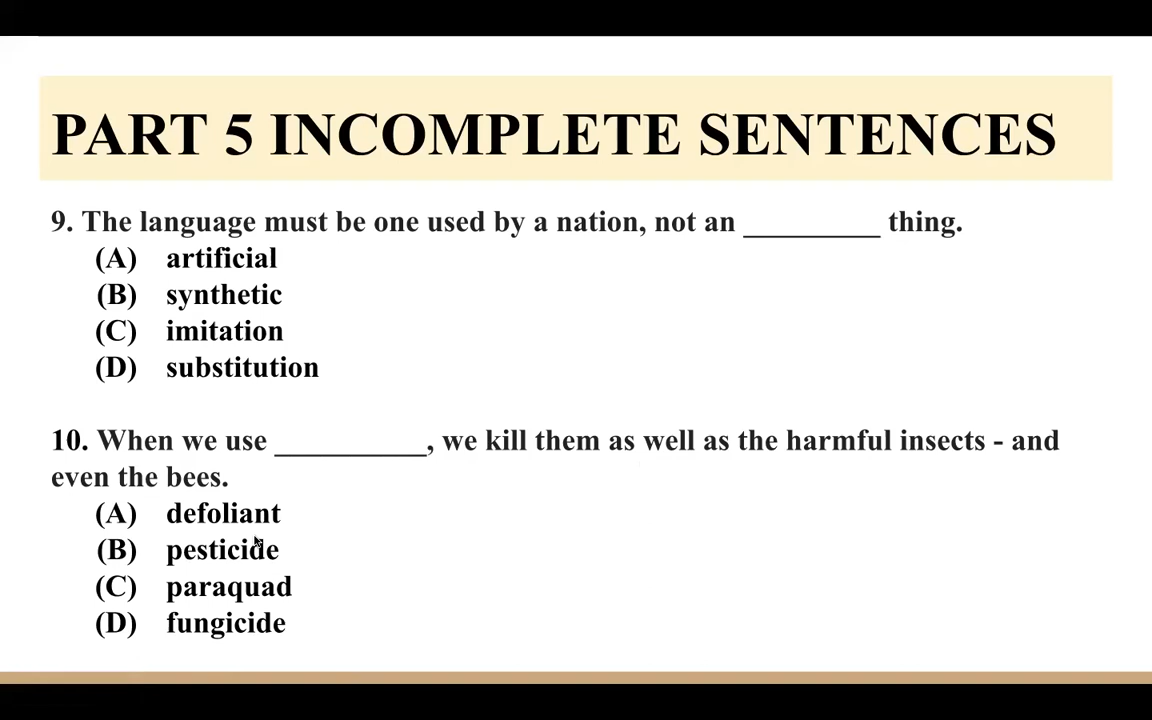 PART 5 INCOMPLETE SENTENCES
9. The language must be one used by a nation, not an _________ thing.
(A) artificial
(B) synthetic
(C) imitation
(D) substitution
10. When we use __________, we kill them as well as the harmful insects - and
even the bees.
(A) defoliant
(B) pesticide
(C) paraquad
(D) fungicide